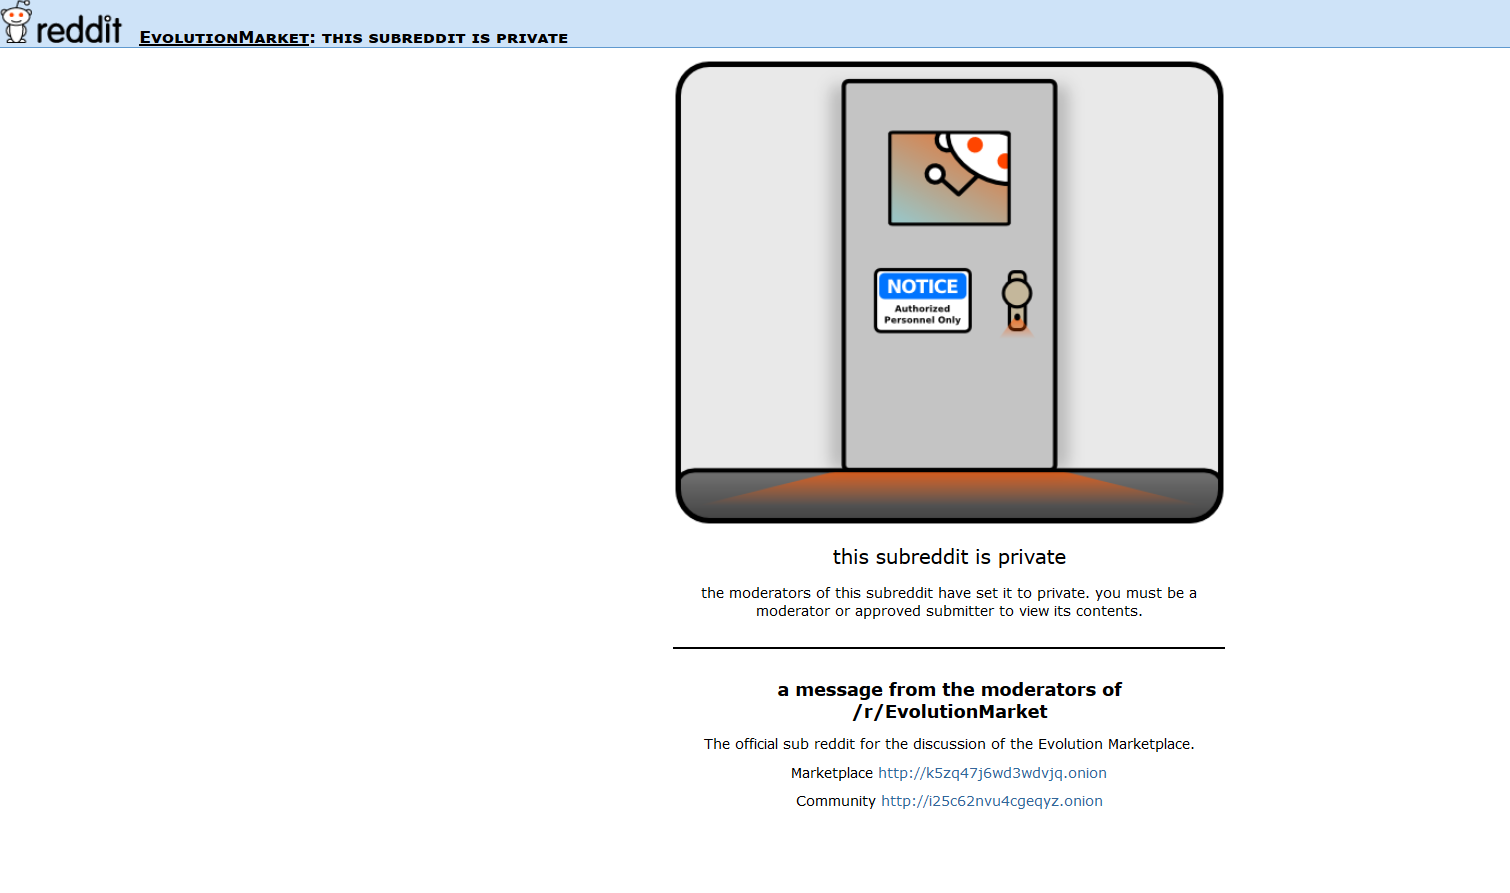 reddit EvolutionMarket: this subreddit is private
NOTICE
Authorized
Personnel Only
this subreddit is private
the moderators of this subreddit have set it to private. you must be a
moderator or approved submitter to view its contents.
a message from the moderators of
/r/EvolutionMarket
The official sub reddit for the discussion of the Evolution Marketplace.
Marketplace http://k5zq47j6wd3wdvjq.onion
Community http://i25c62nvu4cgeqyz.onion